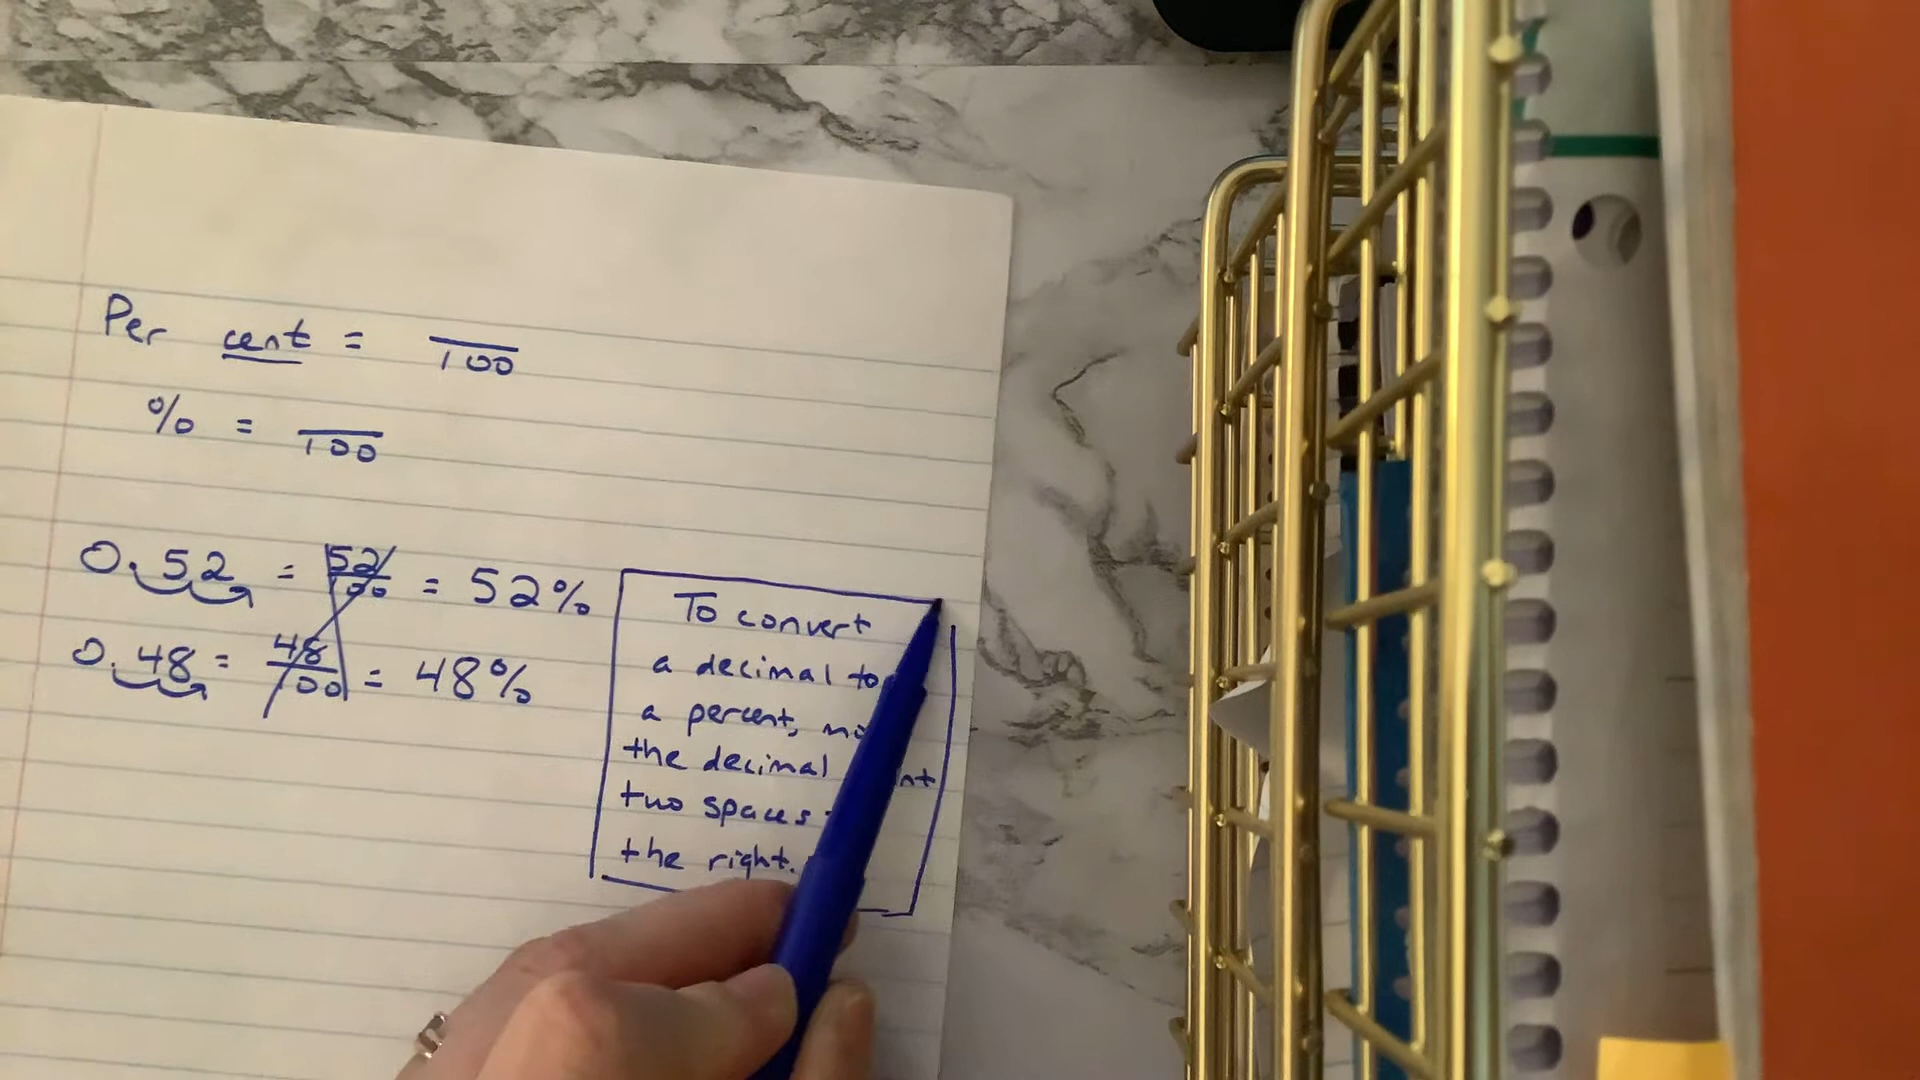 Per cent = /100
% = /100
0.52 = 52/100 = 52%
0.48 = 48/100 = 48%
To convert
a decimal to
a percent,
the decimal
two spaces
the right.